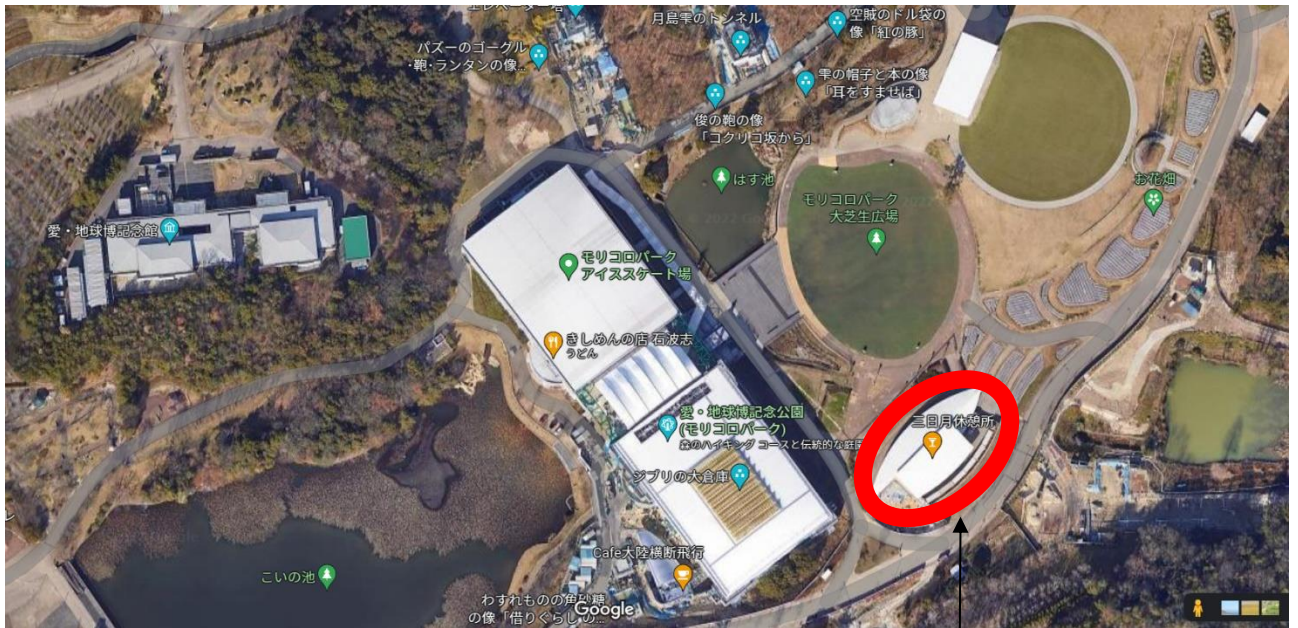 月島雫のトンネル
空賊のドル袋の
像「紅の豚」
パズーのゴーグル
・鞄・ランタンの像...
雫の帽子と本の像
「耳をすませば」
俊の鞄の像
「コクリコ坂から」
はす池
お花畑
モリコロパーク
大芝生広場
愛・地球博記念館
モリコロパーク
アイススケート場
きしめんの店 石波志
うどん
愛・地球博記念公園
(モリコロパーク)
森のハイキング コースと伝統的な庭園
三日月休憩所
ジブリの大倉庫
Cafe大陸横断飛行
こいの池
わすれものの角砂糖
の像「借りぐらしの...
Google